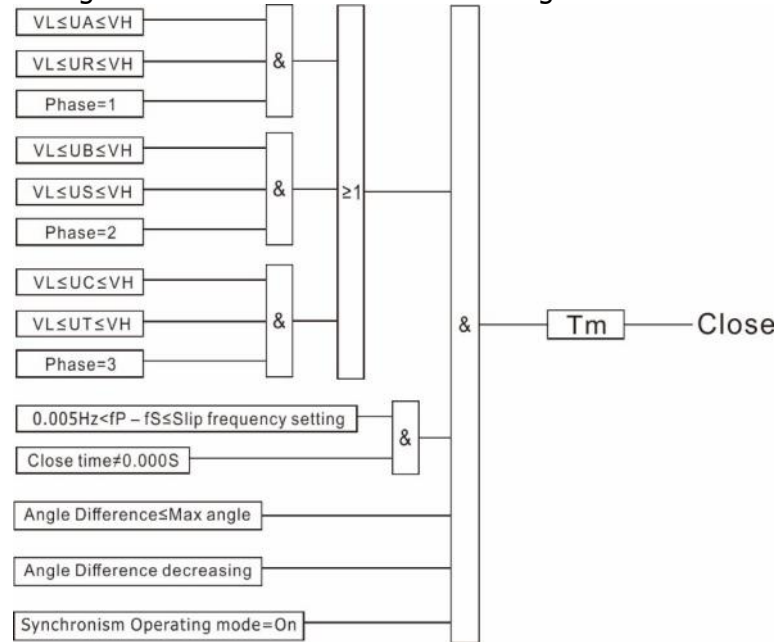 VL≤UA≤VH
VL≤UR≤VH
&
Phase=1
VL≤UB≤VH
VL≤US≤VH
&
≥1
Phase=2
VL≤UC≤VH
VL≤UT≤VH
&
Phase=3
&
Tm
Close
0.005Hz<fP – fS≤Slip frequency setting
&
Close time≠0.000S
Angle Difference≤Max angle
Angle Difference decreasing
Synchronism Operating mode=On